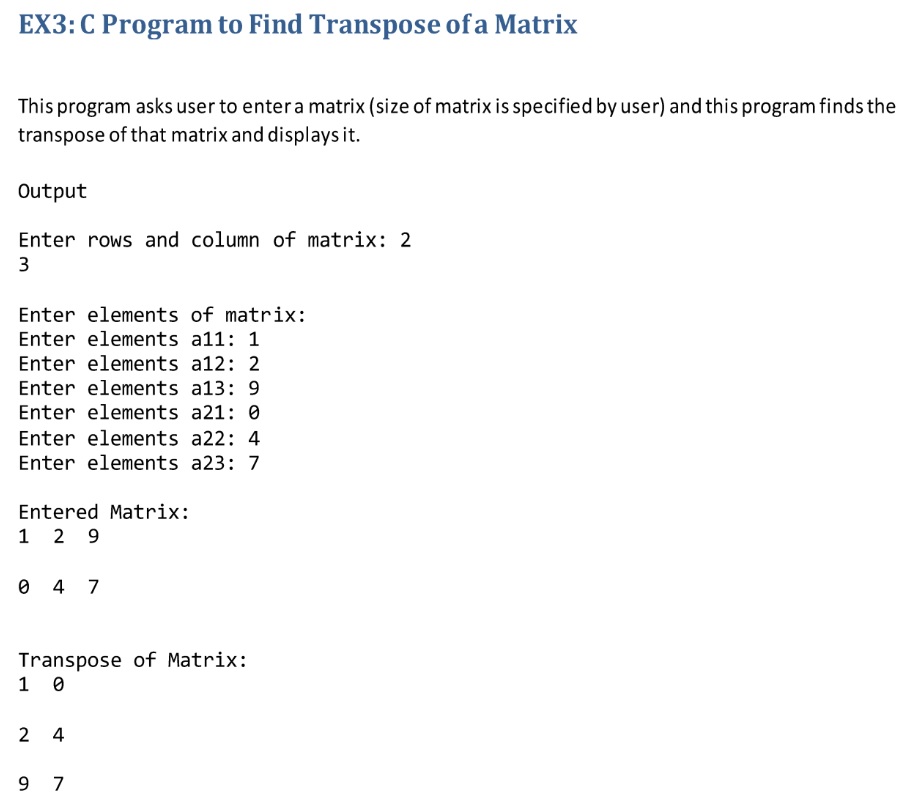 EX3: C Program to Find Transpose of a Matrix
This program asks user to enter a matrix (size of matrix is specified by user) and this program finds the
transpose of that matrix and displays it.
Output
Enter rows and column of matrix: 2
3
Enter elements of matrix:
Enter elements a11: 1
Enter elements a12: 2
Enter elements a13: 9
Enter elements a21: 0
Enter elements a22: 4
Enter elements a23: 7
Entered Matrix:
1 2 9
0 4 7
Transpose of Matrix:
1 0
2 4
9 7